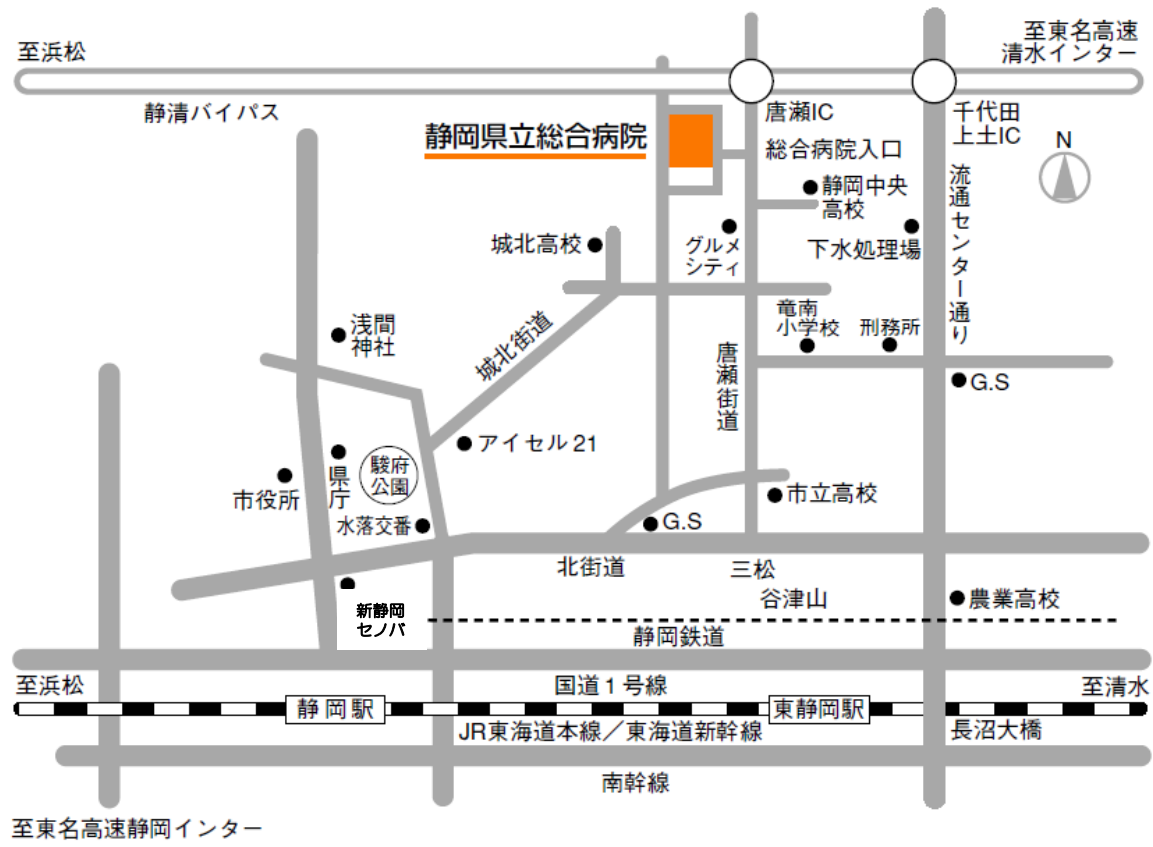 至浜松
至東名高速
清水インター
静清バイパス
唐瀬IC
千代田
上土IC
静岡県立総合病院
総合病院入口
N
静岡中央
高校
流通センター通り
城北高校
グルメ
シティ
下水処理場
竜南
小学校
刑務所
浅間
神社
城北街道
唐瀬街道
G.S
アイセル21
駿府
公園
県庁
市役所
水落交番
市立高校
G.S
北街道
三松
新静岡
セノバ
谷津山
農業高校
静岡鉄道
至浜松
国道1号線
至清水
静岡駅
東静岡駅
JR東海道本線／東海道新幹線
長沼大橋
南幹線
至東名高速静岡インター